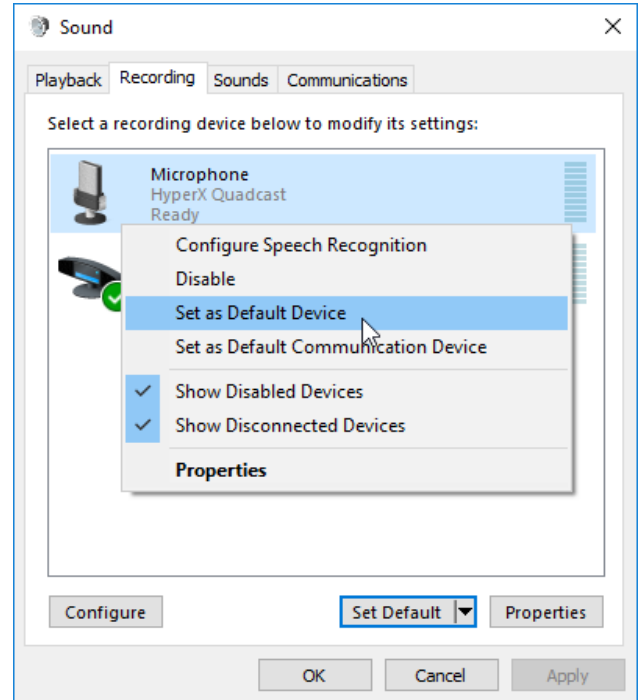 Sound
Playback Recording Sounds Communications
Select a recording device below to modify its settings:
Microphone
HyperX Quadcast
Ready
Configure Speech Recognition
Disable
Set as Default Device
Set as Default Communication Device
Show Disabled Devices
Show Disconnected Devices
Properties
Configure Set Default Properties
OK Cancel Apply